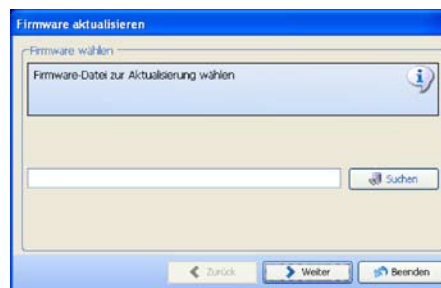 Firmware aktualisieren
Firmware wählen
Firmware-Datei zur Aktualisierung wählen
Suchen
Zurück
Weiter
Beenden